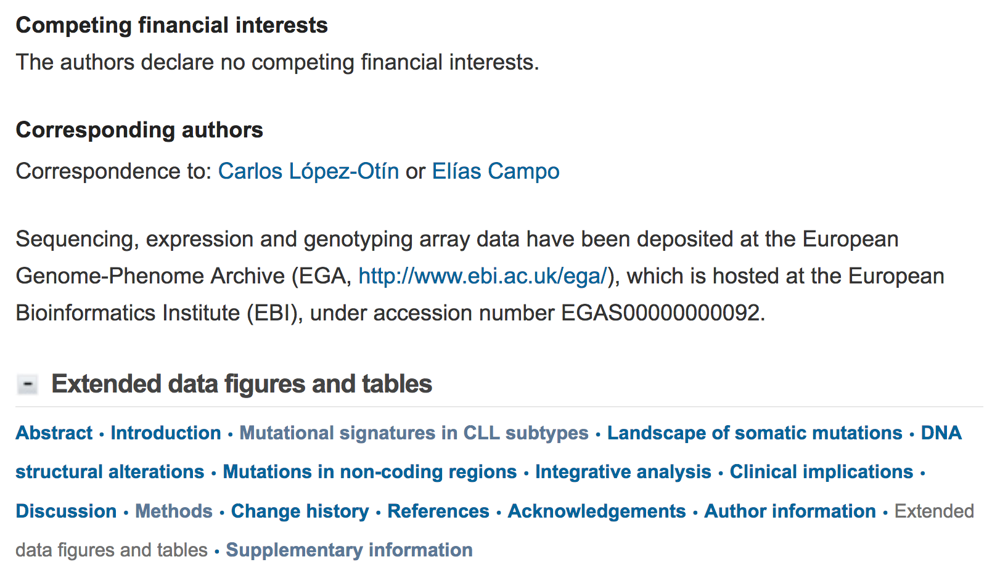 Competing financial interests
The authors declare no competing financial interests.
Corresponding authors
Correspondence to: Carlos López-Otín or Elías Campo
Sequencing, expression and genotyping array data have been deposited at the European
Genome-Phenome Archive (EGA, http://www.ebi.ac.uk/ega/), which is hosted at the European
Bioinformatics Institute (EBI), under accession number EGAS00000000092.
Extended data figures and tables
Abstract • Introduction • Mutational signatures in CLL subtypes • Landscape of somatic mutations • DNA
structural alterations • Mutations in non-coding regions • Integrative analysis • Clinical implications •
Discussion • Methods • Change history • References • Acknowledgements • Author information • Extended
data figures and tables • Supplementary information